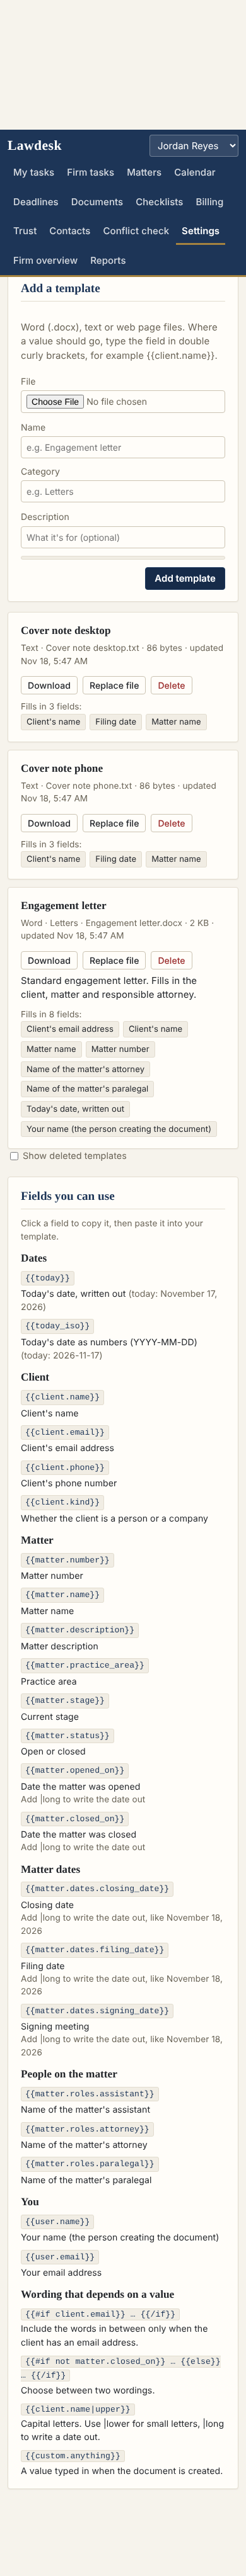 Lawdesk
Jordan Reyes
My tasks Firm tasks Matters Calendar
Deadlines Documents Checklists Billing
Trust Contacts Conflict check Settings
Firm overview Reports
Add a template
Word (.docx), text or web page files. Where
a value should go, type the field in double
curly brackets, for example {{client.name}}.
File
Choose File No file chosen
Name
e.g. Engagement letter
Category
e.g. Letters
Description
What it's for (optional)
Add template
Cover note desktop
Text · Cover note desktop.txt · 86 bytes · updated
Nov 18, 5:47 AM
Download Replace file Delete
Fills in 3 fields:
Client's name Filing date Matter name
Cover note phone
Text · Cover note phone.txt · 86 bytes · updated
Nov 18, 5:47 AM
Download Replace file Delete
Fills in 3 fields:
Client's name Filing date Matter name
Engagement letter
Word · Letters · Engagement letter.docx · 2 KB ·
updated Nov 18, 5:47 AM
Download Replace file Delete
Standard engagement letter. Fills in the
client, matter and responsible attorney.
Fills in 8 fields:
Client's email address Client's name
Matter name Matter number
Name of the matter's attorney
Name of the matter's paralegal
Today's date, written out
Your name (the person creating the document)
Show deleted templates
Fields you can use
Click a field to copy it, then paste it into your
template.
Dates
{{today}}
Today's date, written out (today: November 17,
2026)
{{today_iso}}
Today's date as numbers (YYYY-MM-DD)
(today: 2026-11-17)
Client
{{client.name}}
Client's name
{{client.email}}
Client's email address
{{client.phone}}
Client's phone number
{{client.kind}}
Whether the client is a person or a company
Matter
{{matter.number}}
Matter number
{{matter.name}}
Matter name
{{matter.description}}
Matter description
{{matter.practice_area}}
Practice area
{{matter.stage}}
Current stage
{{matter.status}}
Open or closed
{{matter.opened_on}}
Date the matter was opened
Add |long to write the date out
{{matter.closed_on}}
Date the matter was closed
Add |long to write the date out
Matter dates
{{matter.dates.closing_date}}
Closing date
Add |long to write the date out, like November 18,
2026
{{matter.dates.filing_date}}
Filing date
Add |long to write the date out, like November 18,
2026
{{matter.dates.signing_date}}
Signing meeting
Add |long to write the date out, like November 18,
2026
People on the matter
{{matter.roles.assistant}}
Name of the matter's assistant
{{matter.roles.attorney}}
Name of the matter's attorney
{{matter.roles.paralegal}}
Name of the matter's paralegal
You
{{user.name}}
Your name (the person creating the document)
{{user.email}}
Your email address
Wording that depends on a value
{{#if client.email}} … {{/if}}
Include the words in between only when the
client has an email address.
{{#if not matter.closed_on}} … {{else}}
… {{/if}}
Choose between two wordings.
{{client.name|upper}}
Capital letters. Use |lower for small letters, |long
to write a date out.
{{custom.anything}}
A value typed in when the document is created.